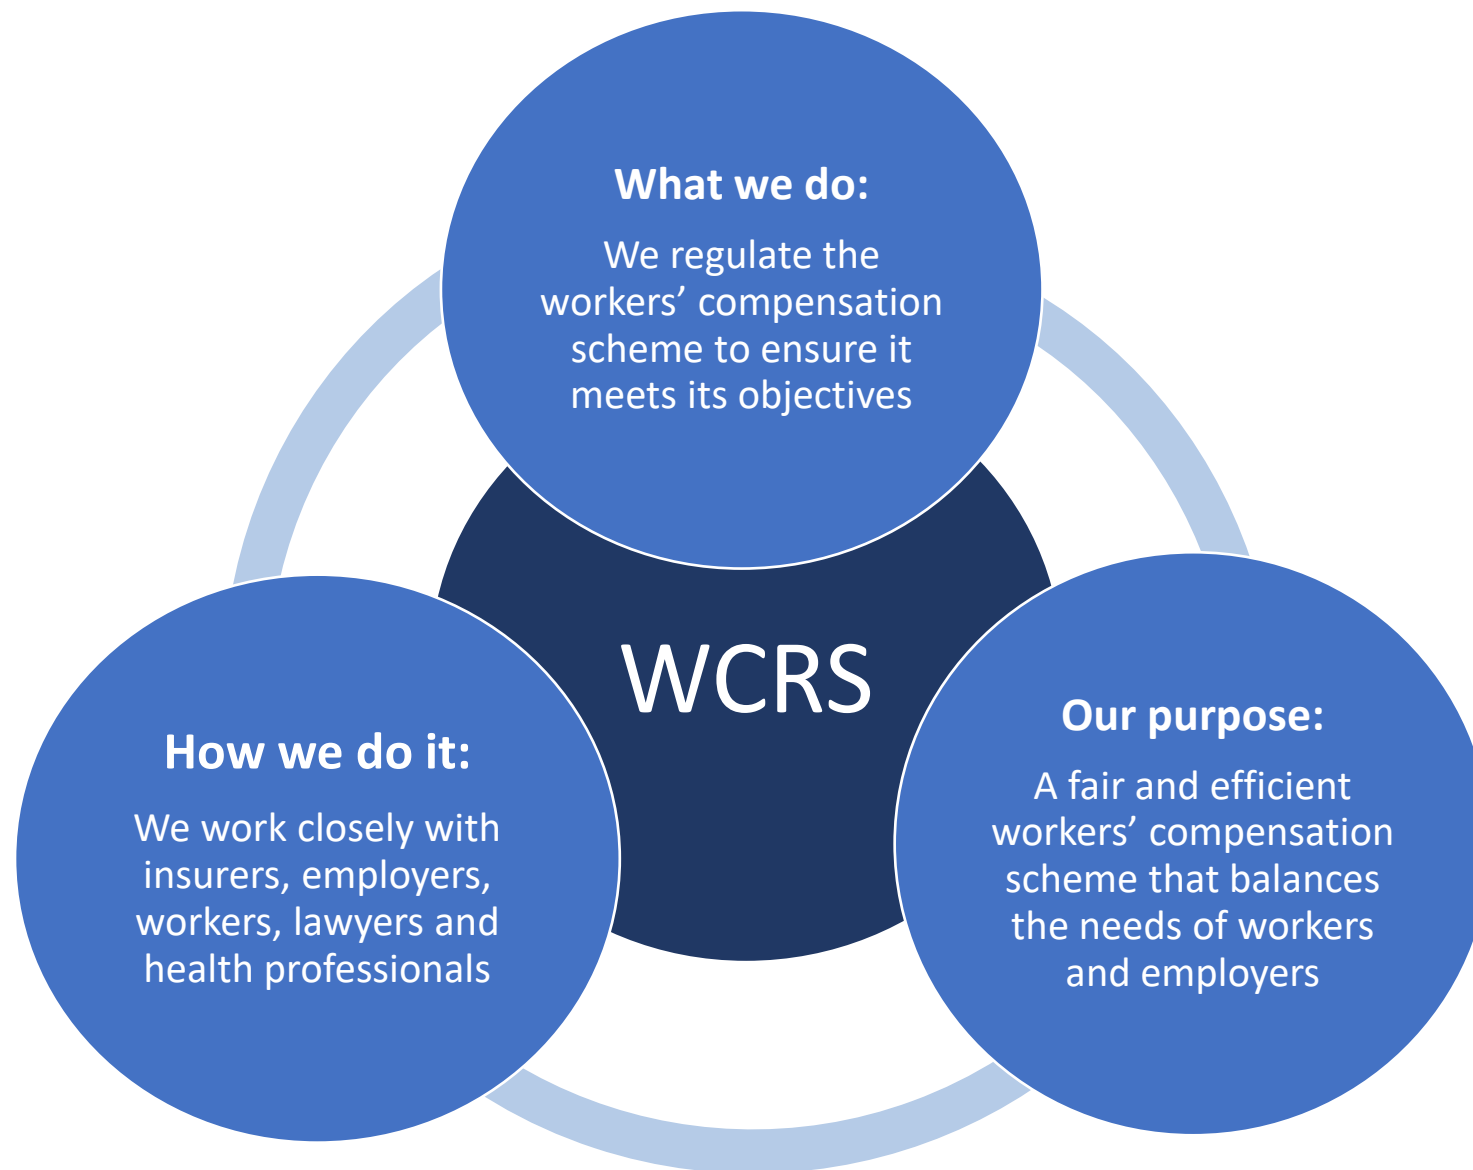 What we do:
We regulate the
workers’ compensation
scheme to ensure it
meets its objectives
WCRS
How we do it:
We work closely with
insurers, employers,
workers, lawyers and
health professionals
Our purpose:
A fair and efficient
workers’ compensation
scheme that balances
the needs of workers
and employers